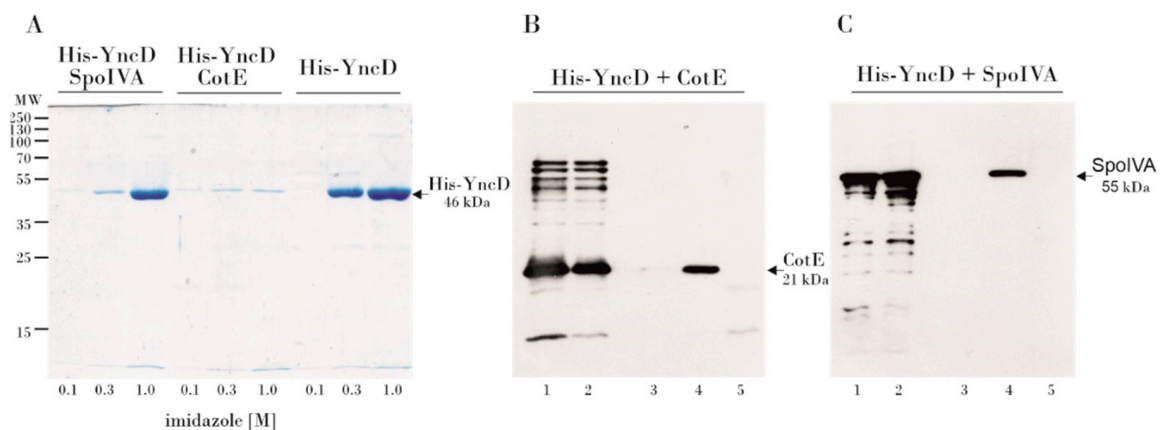 A
His-YncD
SpoIVA
His-YncD
CotE
His-YncD
MW
250
130
100
70
55
35
25
15
His-YncD
46 kDa
0.1 0.3 1.0 0.1 0.3 1.0 0.1 0.3 1.0
imidazole [M]
B
His-YncD + CotE
CotE
21 kDa
1 2 3 4 5
C
His-YncD + SpoIVA
SpoIVA
55 kDa
1 2 3 4 5